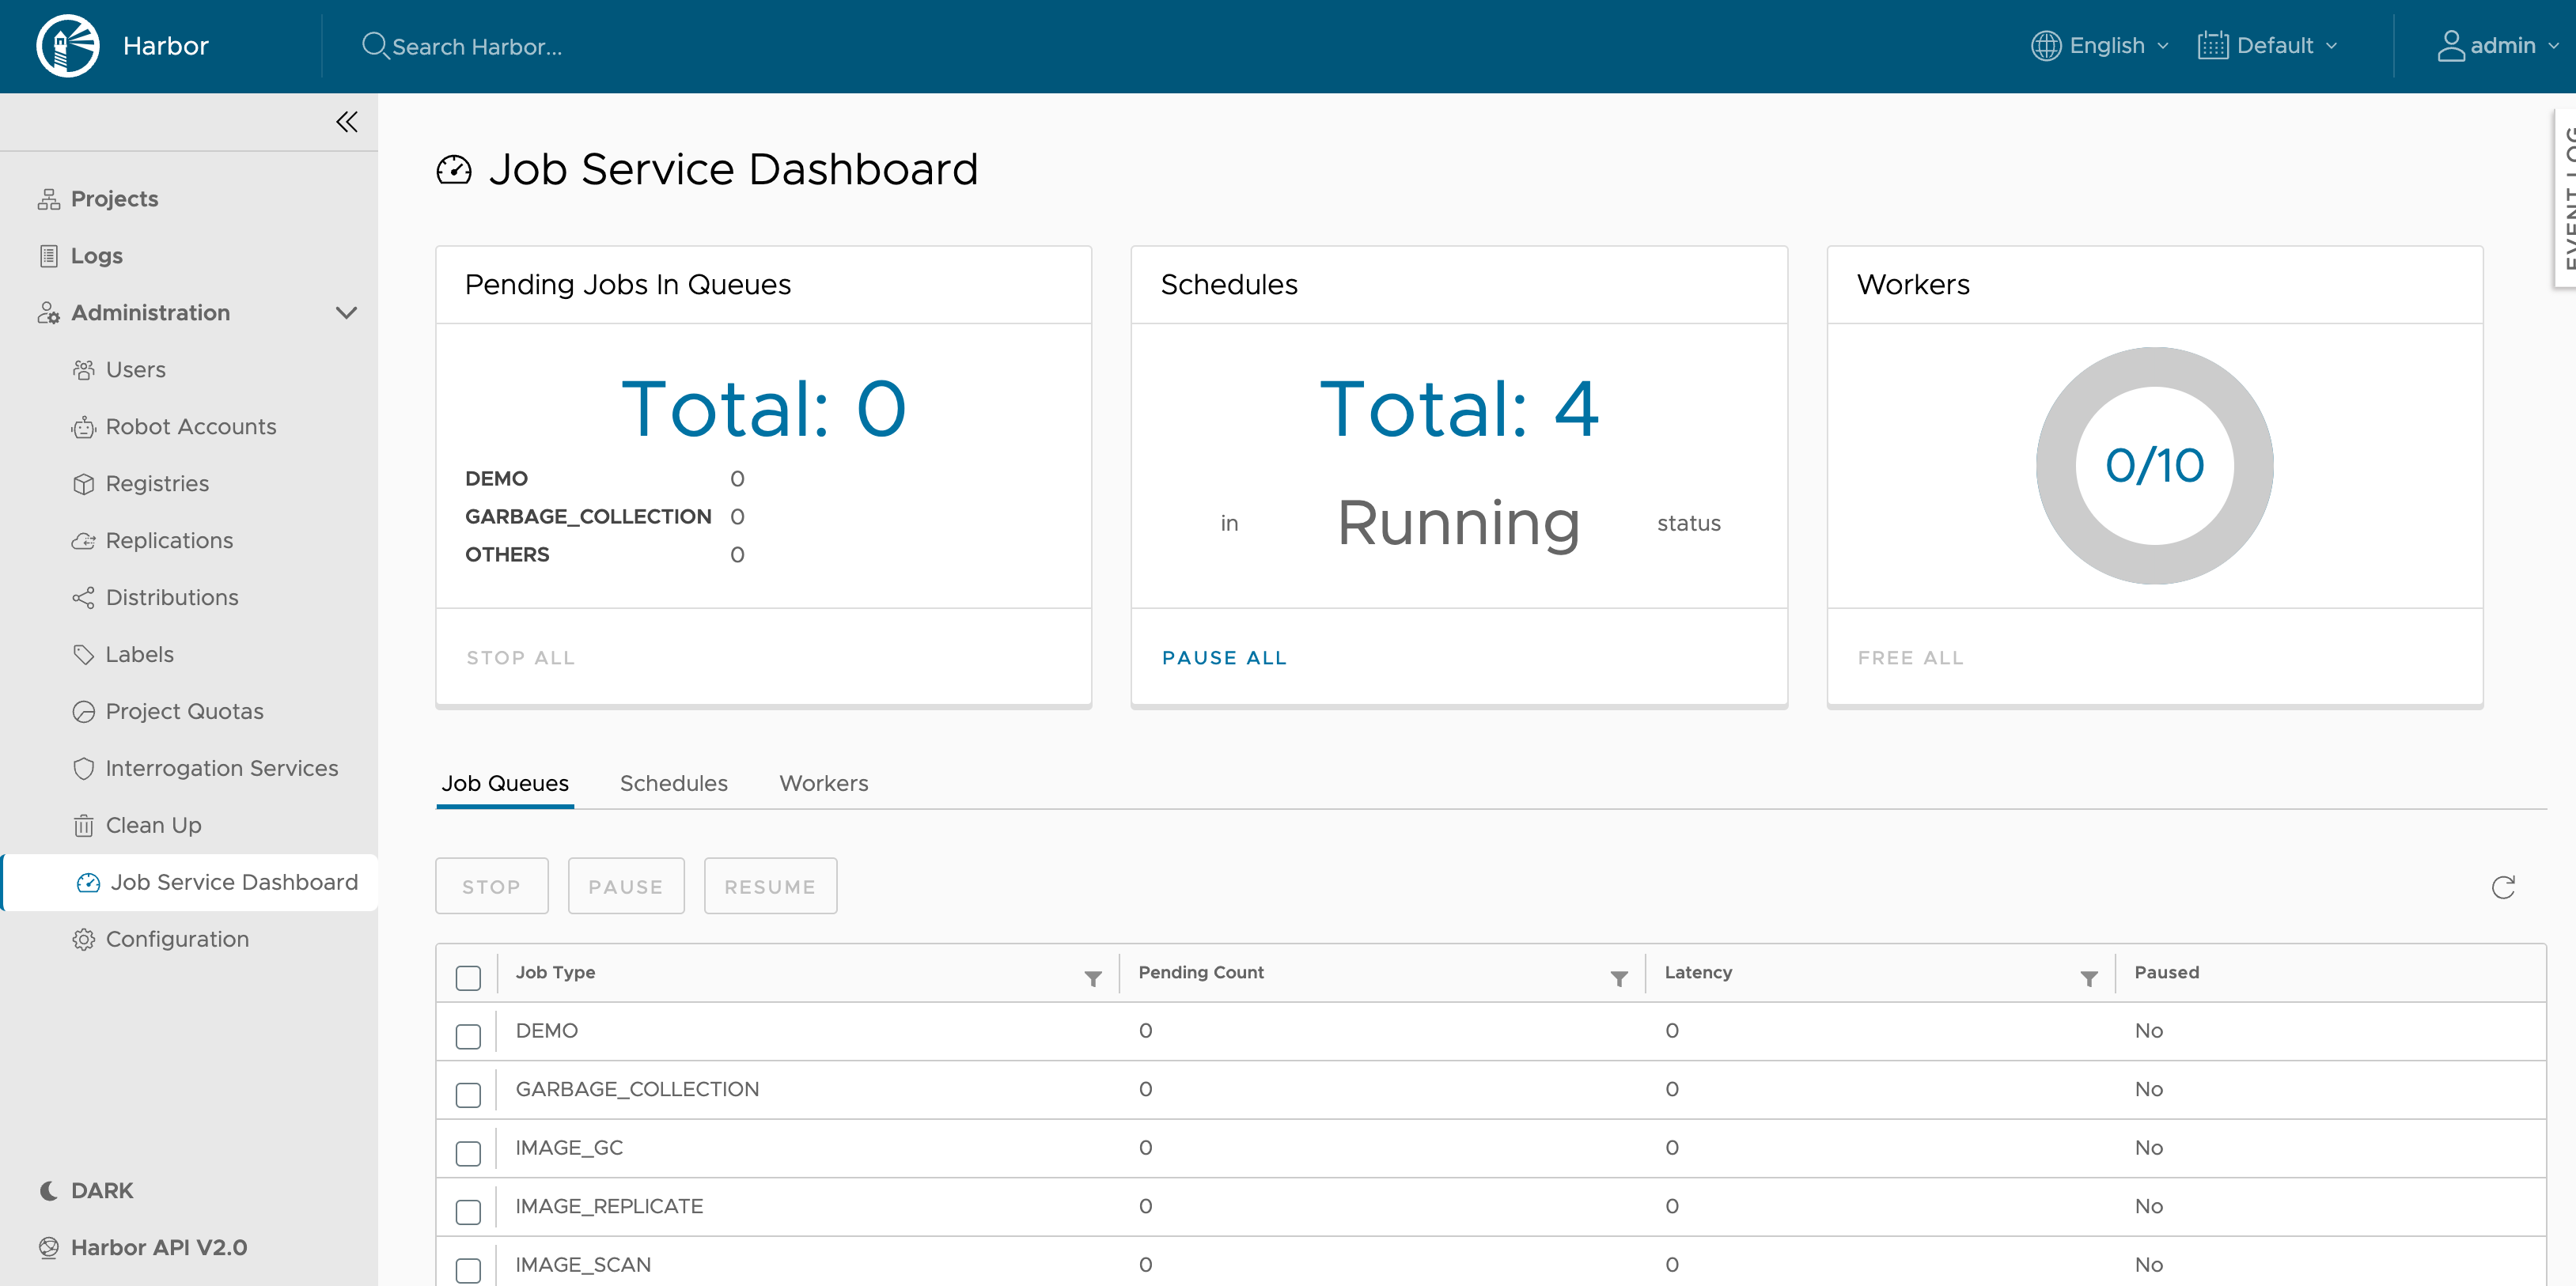 Harbor
Search Harbor...
English
Default
admin
EVENT LOG
Projects
Logs
Administration
Users
Robot Accounts
Registries
Replications
Distributions
Labels
Project Quotas
Interrogation Services
Clean Up
Job Service Dashboard
Configuration
DARK
Harbor API V2.0
Job Service Dashboard
Pending Jobs In Queues
Total: 0
DEMO 0
GARBAGE_COLLECTION 0
OTHERS 0
STOP ALL
Schedules
Total: 4
in Running status
PAUSE ALL
Workers
0/10
FREE ALL
Job Queues Schedules Workers
STOP PAUSE RESUME
Job Type Pending Count Latency Paused
DEMO 0 0 No
GARBAGE_COLLECTION 0 0 No
IMAGE_GC 0 0 No
IMAGE_REPLICATE 0 0 No
IMAGE_SCAN 0 0 No